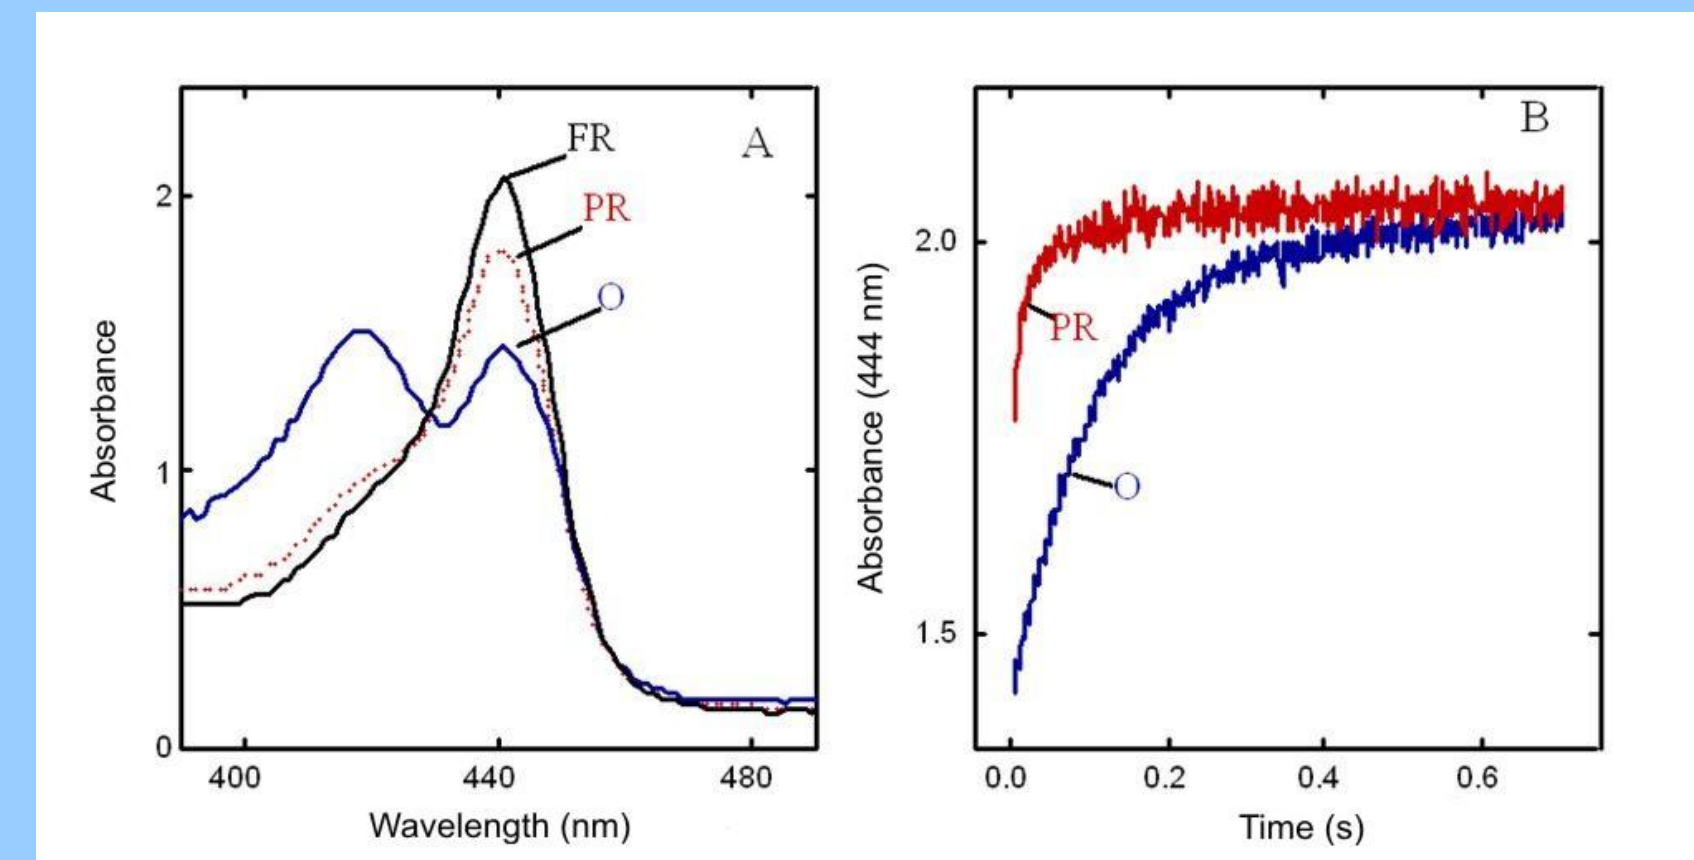 A
FR
PR
O
2
1
0
400 440 480
Absorbance
Wavelength (nm)
B
PR
O
2.0
1.5
0.0 0.2 0.4 0.6
Absorbance (444 nm)
Time (s)